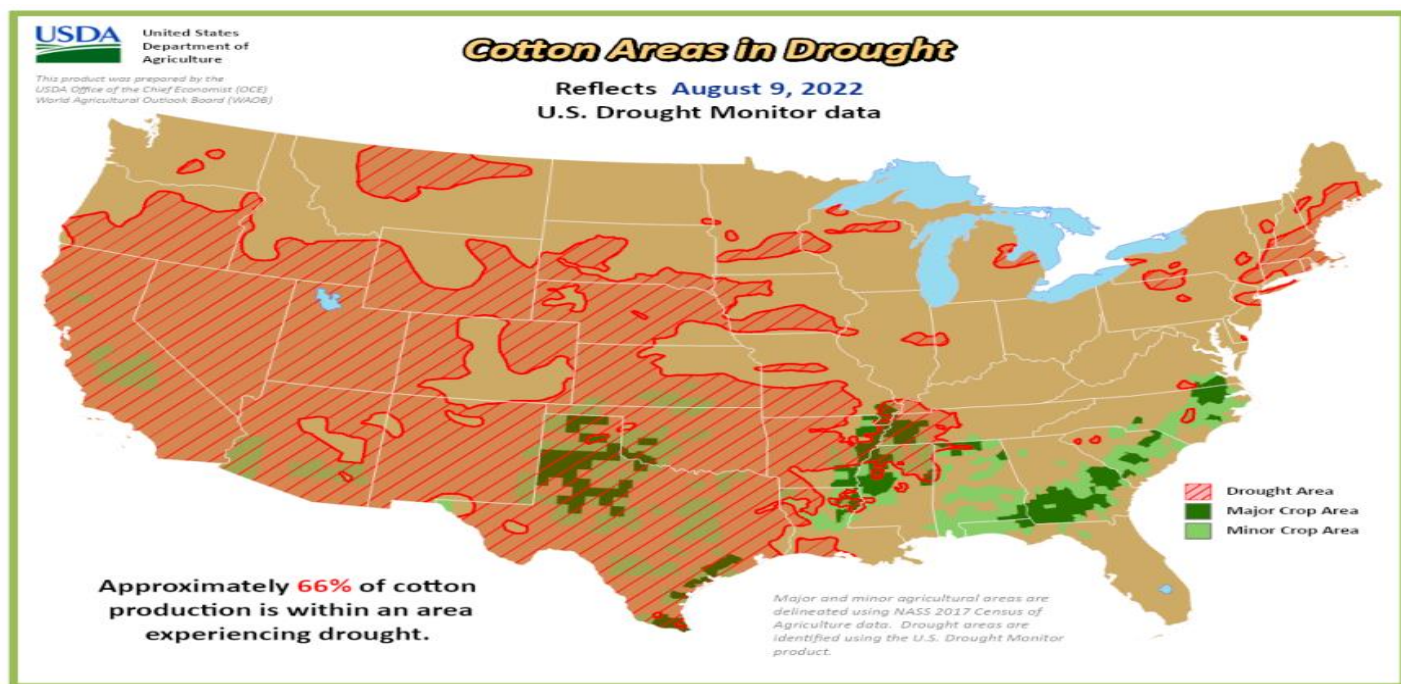 USDA
United States
Department of
Agriculture
This product was prepared by the
USDA Office of the Chief Economist (OCE)
World Agricultural Outlook Board (WAOB)
Cotton Areas in Drought
Reflects August 9, 2022
U.S. Drought Monitor data
Drought Area
Major Crop Area
Minor Crop Area
Approximately 66% of cotton
production is within an area
experiencing drought.
Major and minor agricultural areas are
delineated using NASS 2017 Census of
Agriculture data. Drought areas are
identified using the U.S. Drought Monitor
product.